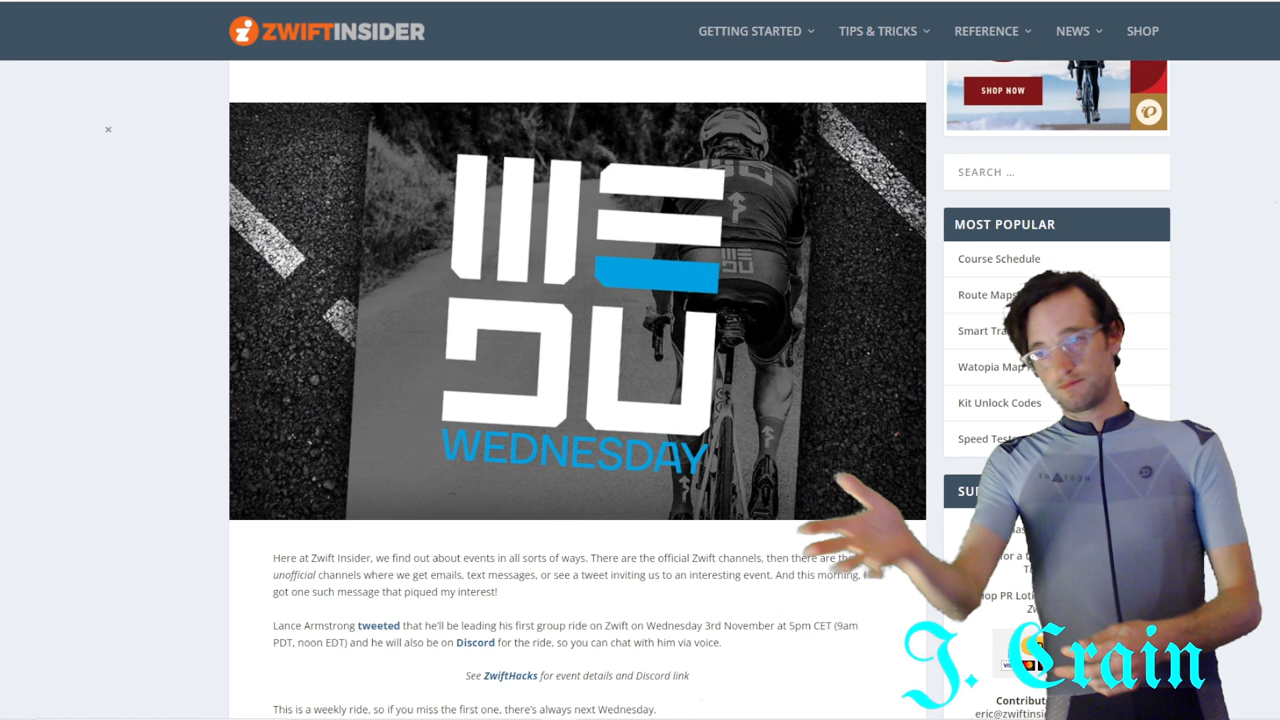 ZWIFTINSIDER
GETTING STARTED
TIPS & TRICKS
REFERENCE
NEWS
SHOP
SHOP NOW
×
SEARCH ...
MOST POPULAR
Course Schedule
Route Maps
Smart
Watopia Map
Kit Unlock Codes
Speed
WEDU
WEDNESDAY
Here at Zwift Insider, we find out about events in all sorts of ways. There are the official Zwift channels, then there are
unofficial channels where we get emails, text messages, or see a tweet inviting us to an interesting event. And this morning,
got one such message that piqued my interest!
Lance Armstrong tweeted that he'll be leading his first group ride on Zwift on Wednesday 3rd November at 5pm CET (9am
PDT, noon EDT) and he will also be on Discord for the ride, so you can chat with him via voice.
See ZwiftHacks for event details and Discord link
This is a weekly ride, so if you miss the first one, there's always next Wednesday.
J. Crain